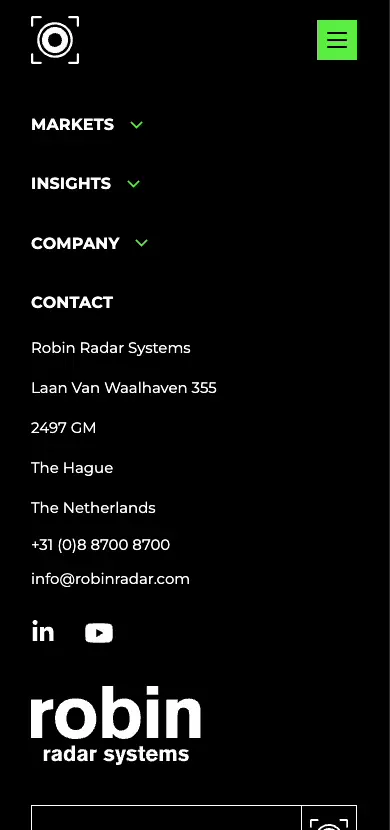 MARKETS
INSIGHTS
COMPANY
CONTACT
Robin Radar Systems
Laan Van Waalhaven 355
2497 GM
The Hague
The Netherlands
+31 (0)8 8700 8700
info@robinradar.com
in
robin
radar systems